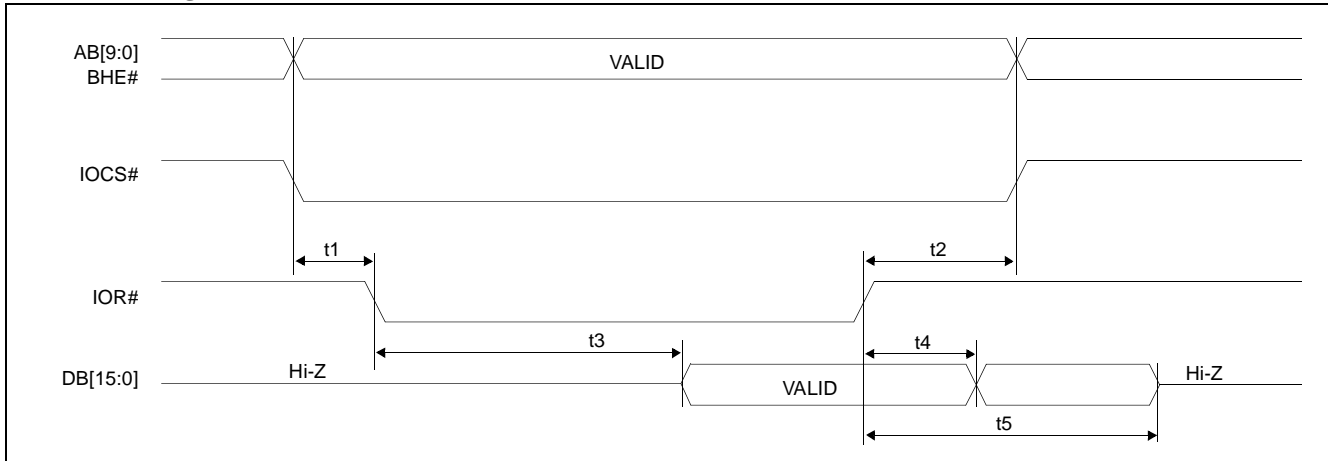 AB[9:0]
BHE#
VALID
IOCS#
t1
t2
IOR#
t3
t4
DB[15:0]
Hi-Z
VALID
Hi-Z
t5